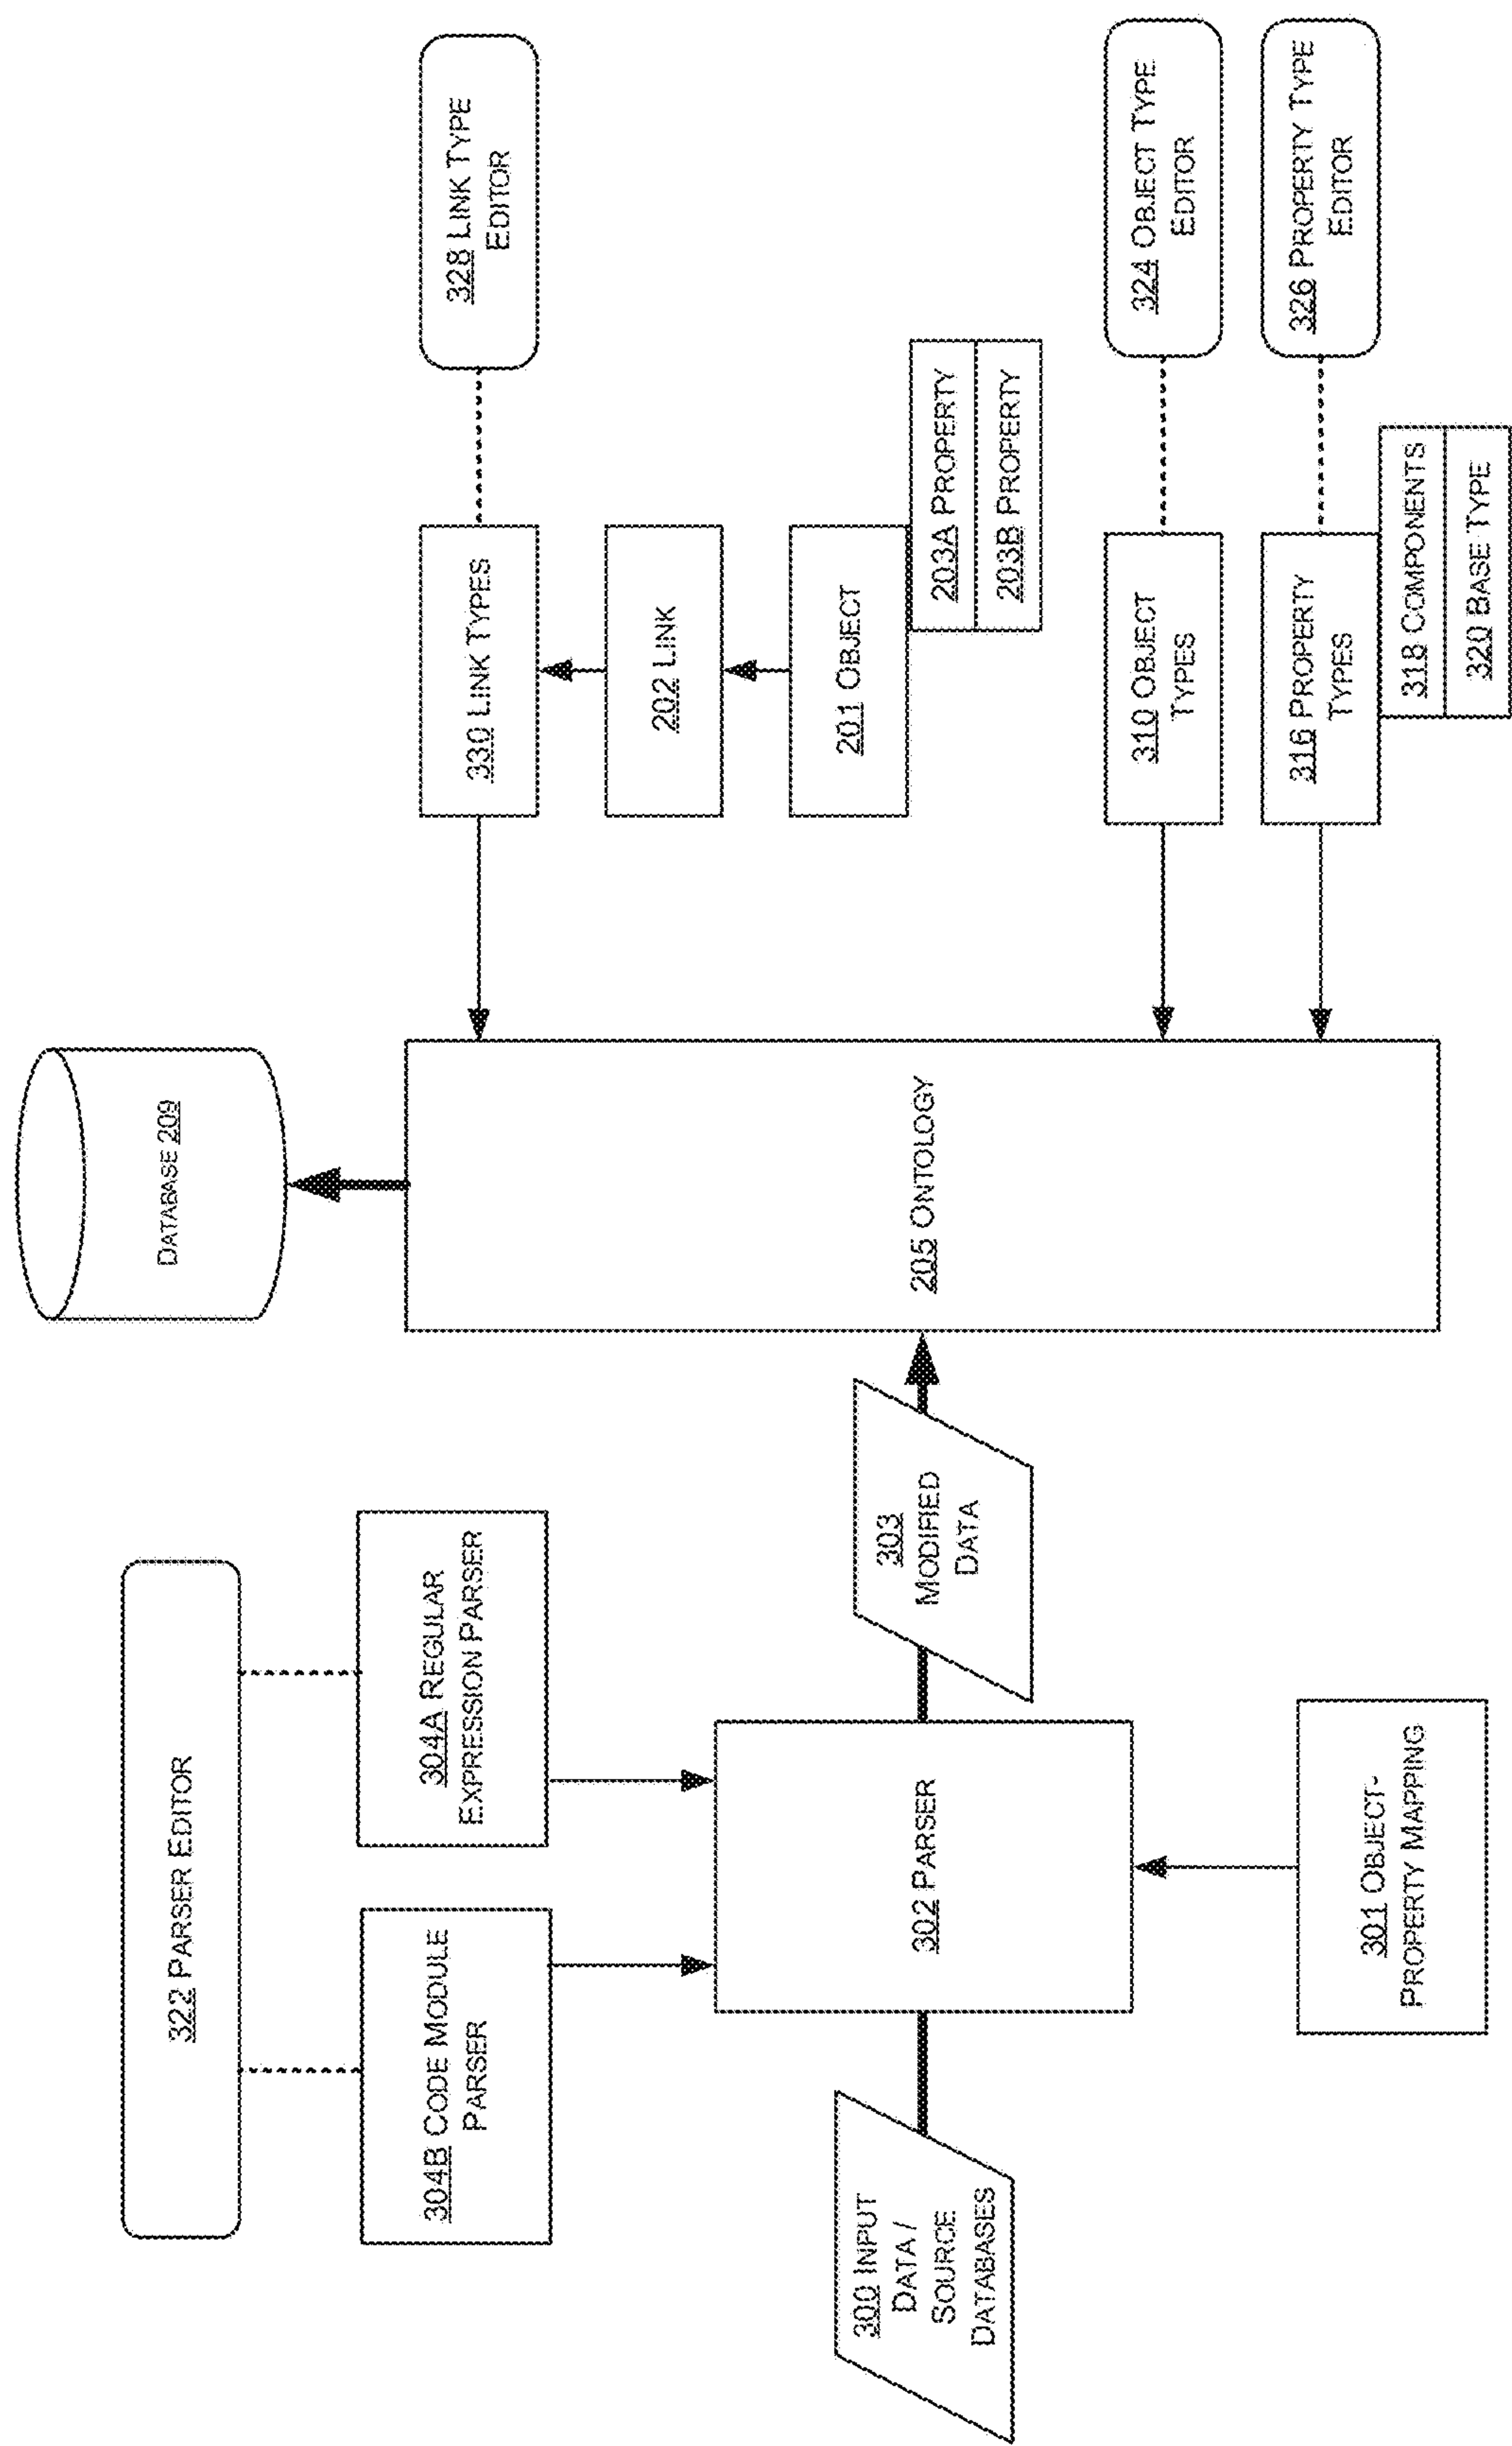 322 PARSER EDITOR
304B CODE MODULE
PARSER
304A REGULAR
EXPRESSION PARSER
300 INPUT
DATA /
SOURCE
DATABASES
302 PARSER
303
MODIFIED
DATA
301 OBJECT-
PROPERTY MAPPING
DATABASE 209
205 ONTOLOGY
330 LINK TYPES
328 LINK TYPE
EDITOR
202 LINK
201 OBJECT
203A PROPERTY
203B PROPERTY
310 OBJECT
TYPES
324 OBJECT TYPE
EDITOR
316 PROPERTY
TYPES
326 PROPERTY TYPE
EDITOR
318 COMPONENTS
320 BASE TYPE